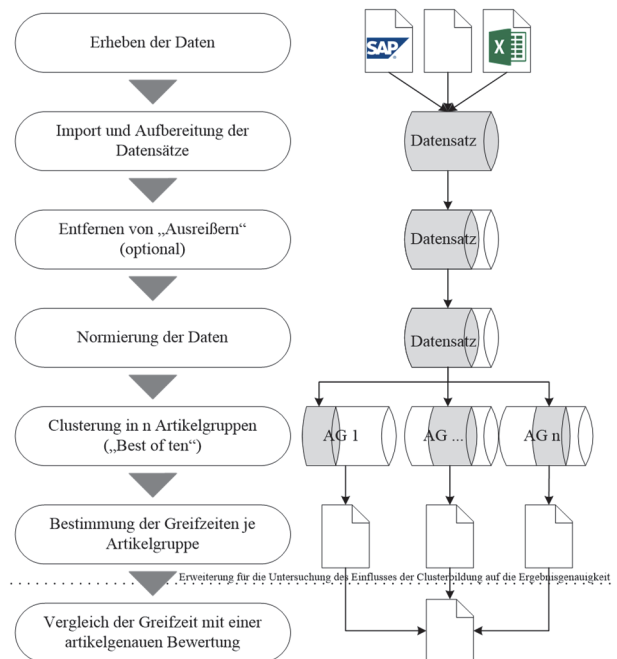 Erheben der Daten
SAP
X
Import und Aufbereitung der
Datensätze
Datensatz
Entfernen von „Ausreißern“
(optional)
Datensatz
Normierung der Daten
Datensatz
Clusterung in n Artikelgruppen
(„Best of ten“)
AG 1
AG ...
AG n
Bestimmung der Greifzeiten je
Artikelgruppe
Erweiterung für die Untersuchung des Einflusses der Clusterbildung auf die Ergebnisgenauigkeit
Vergleich der Greifzeit mit einer
artikelgenauen Bewertung